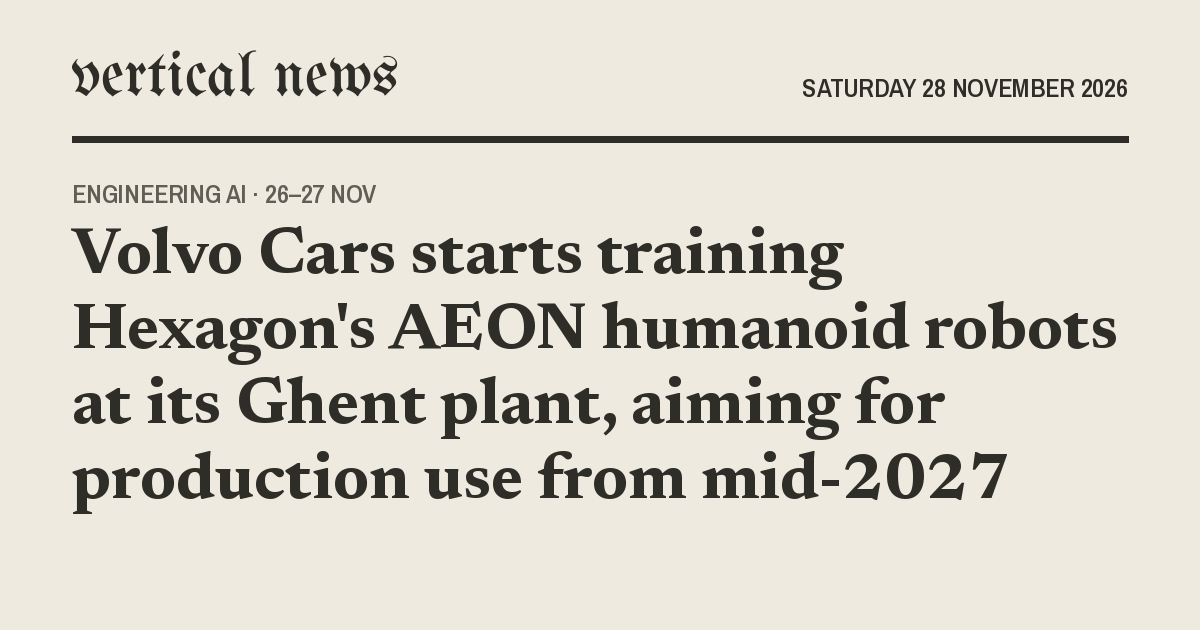 vertical news
SATURDAY 28 NOVEMBER 2026
ENGINEERING AI · 26–27 NOV
Volvo Cars starts training
Hexagon's AEON humanoid robots
at its Ghent plant, aiming for
production use from mid-2027